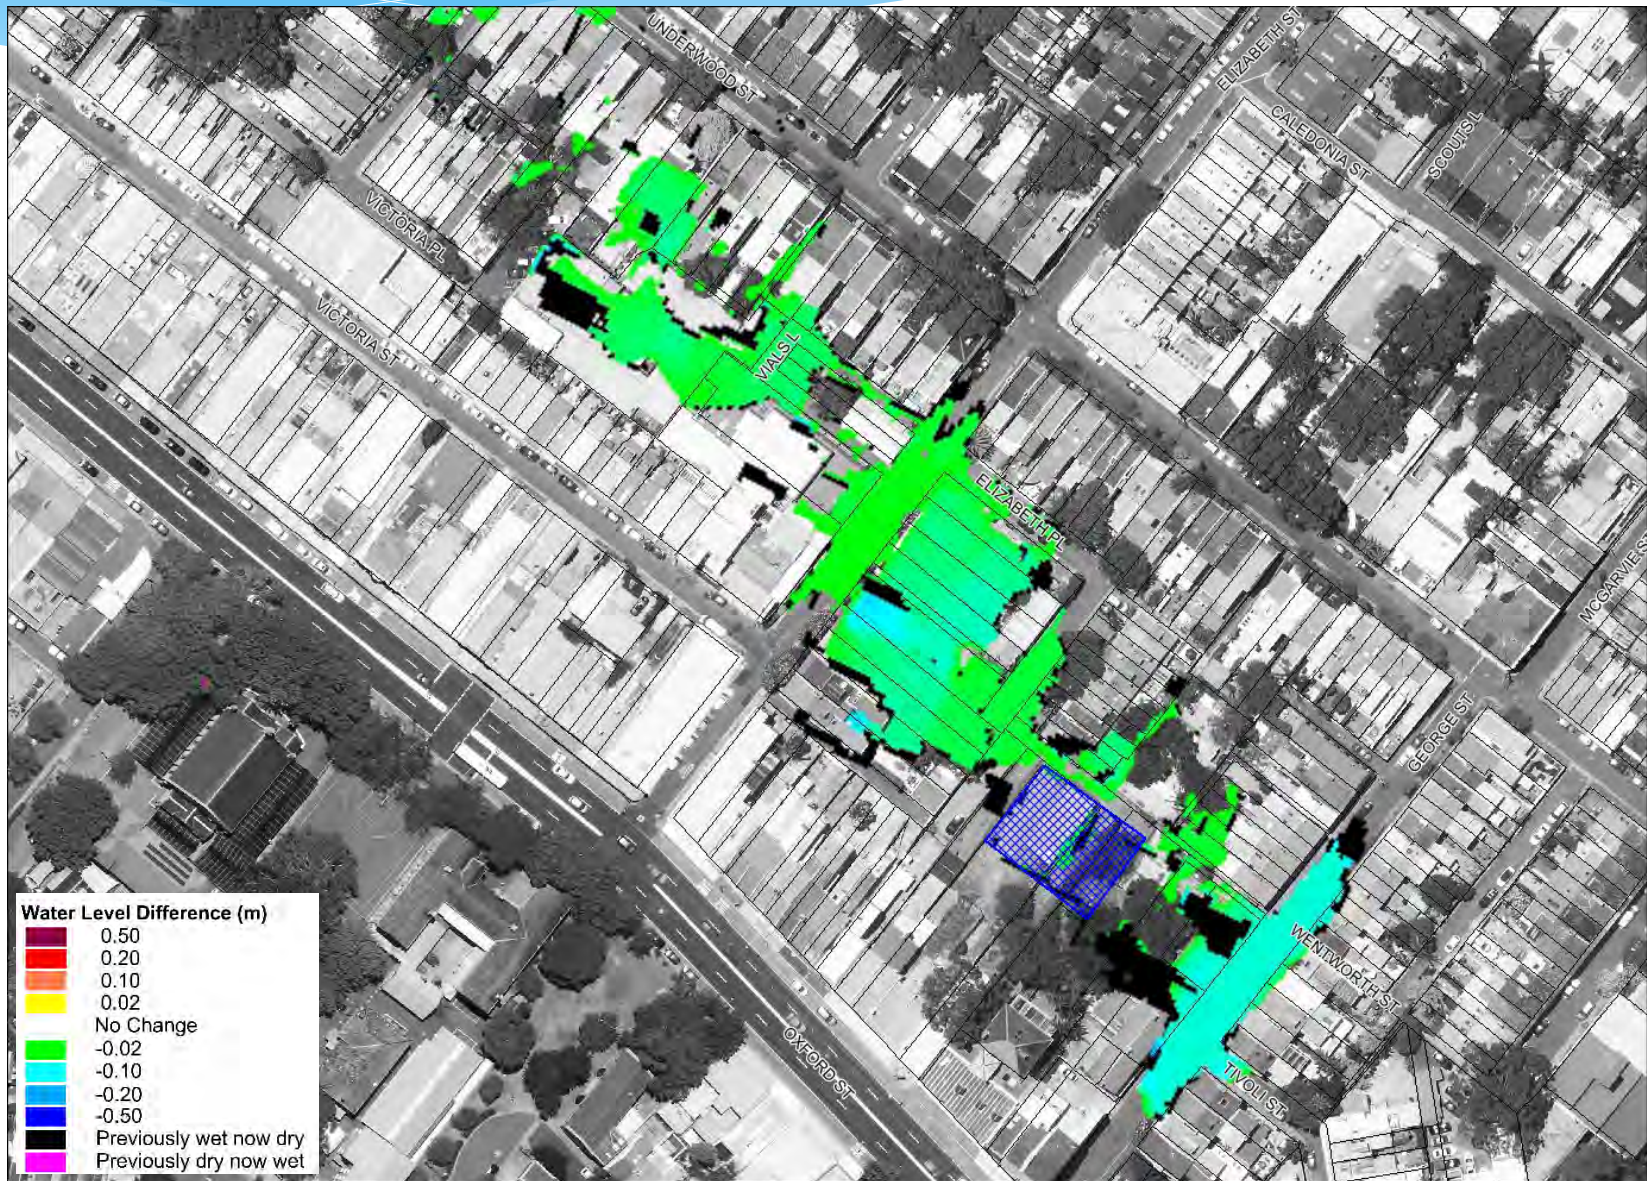 UNDERWOOD ST
ELIZABETH ST
CALEDONIA ST
SCOUTS L
VICTORIA PL
VICTORIA ST
VIALS L
ELIZABETH PL
MCGARVIE ST
GEORGE ST
WENTWORTH ST
TIVOLI ST
OXFORD ST
Water Level Difference (m)
0.50
0.20
0.10
0.02
No Change
-0.02
-0.10
-0.20
-0.50
Previously wet now dry
Previously dry now wet